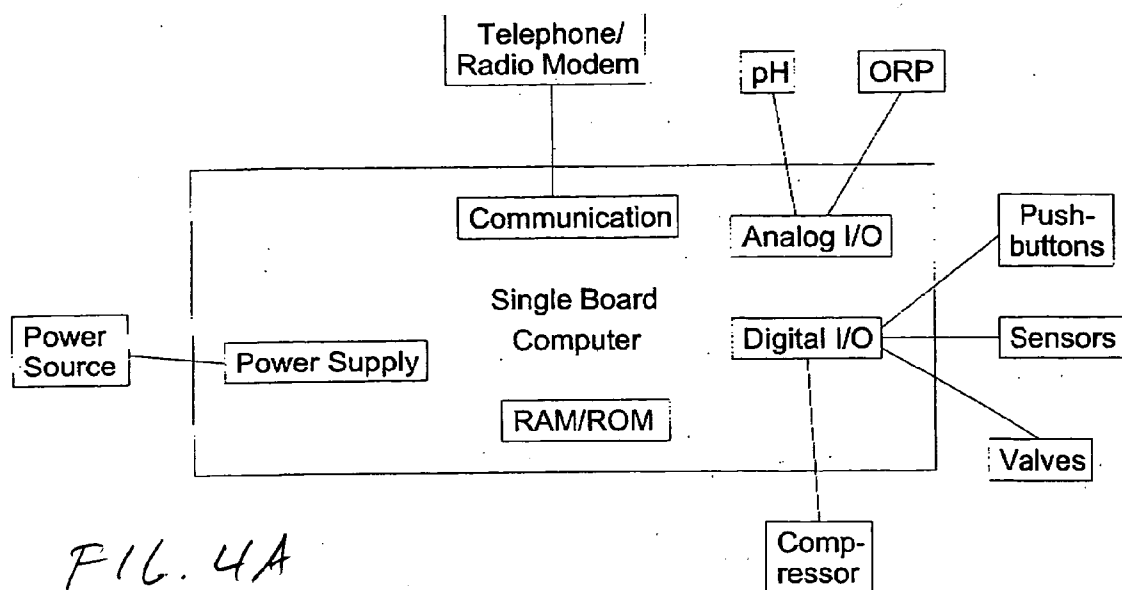 Telephone/
Radio Modem
pH
ORP
Communication
Analog I/O
Push-
buttons
Single Board
Computer
Digital I/O
Sensors
Power
Source
Power Supply
RAM/ROM
Valves
Comp-
ressor
FIG. 4A